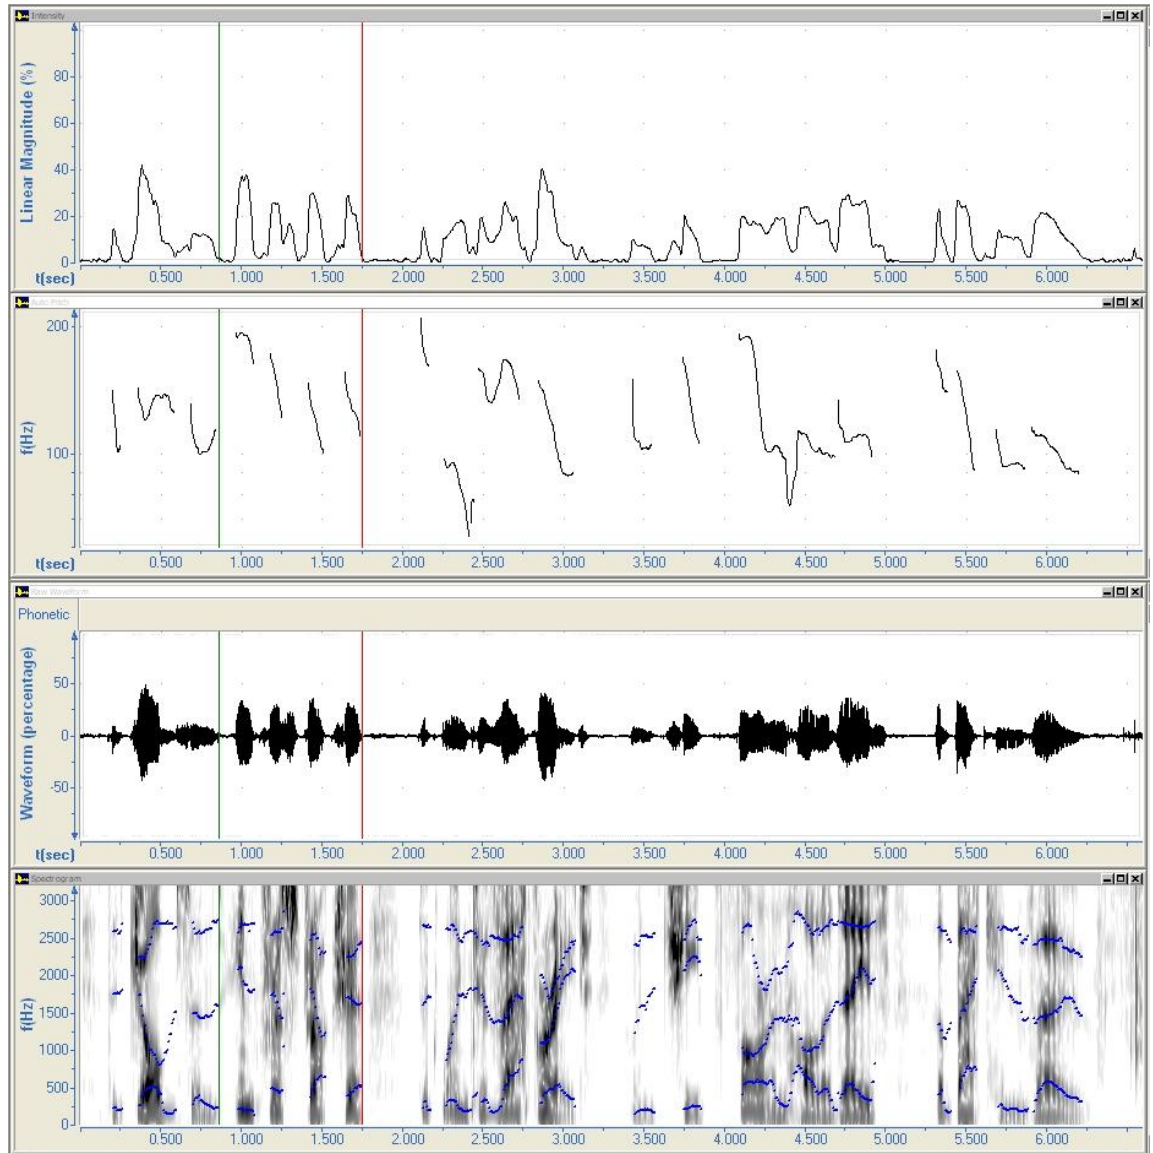 Intensity
Linear Magnitude (%)
80
60
40
20
0
t(sec) 0.500 1.000 1.500 2.000 2.500 3.000 3.500 4.000 4.500 5.000 5.500 6.000
Auto Pitch
f(Hz)
200
100
t(sec) 0.500 1.000 1.500 2.000 2.500 3.000 3.500 4.000 4.500 5.000 5.500 6.000
Raw Waveform
Phonetic
Waveform (percentage)
50
0
-50
t(sec) 0.500 1.000 1.500 2.000 2.500 3.000 3.500 4.000 4.500 5.000 5.500 6.000
Spectrogram
f(Hz)
3000
2500
2000
1500
1000
500
0
t(sec) 0.500 1.000 1.500 2.000 2.500 3.000 3.500 4.000 4.500 5.000 5.500 6.000